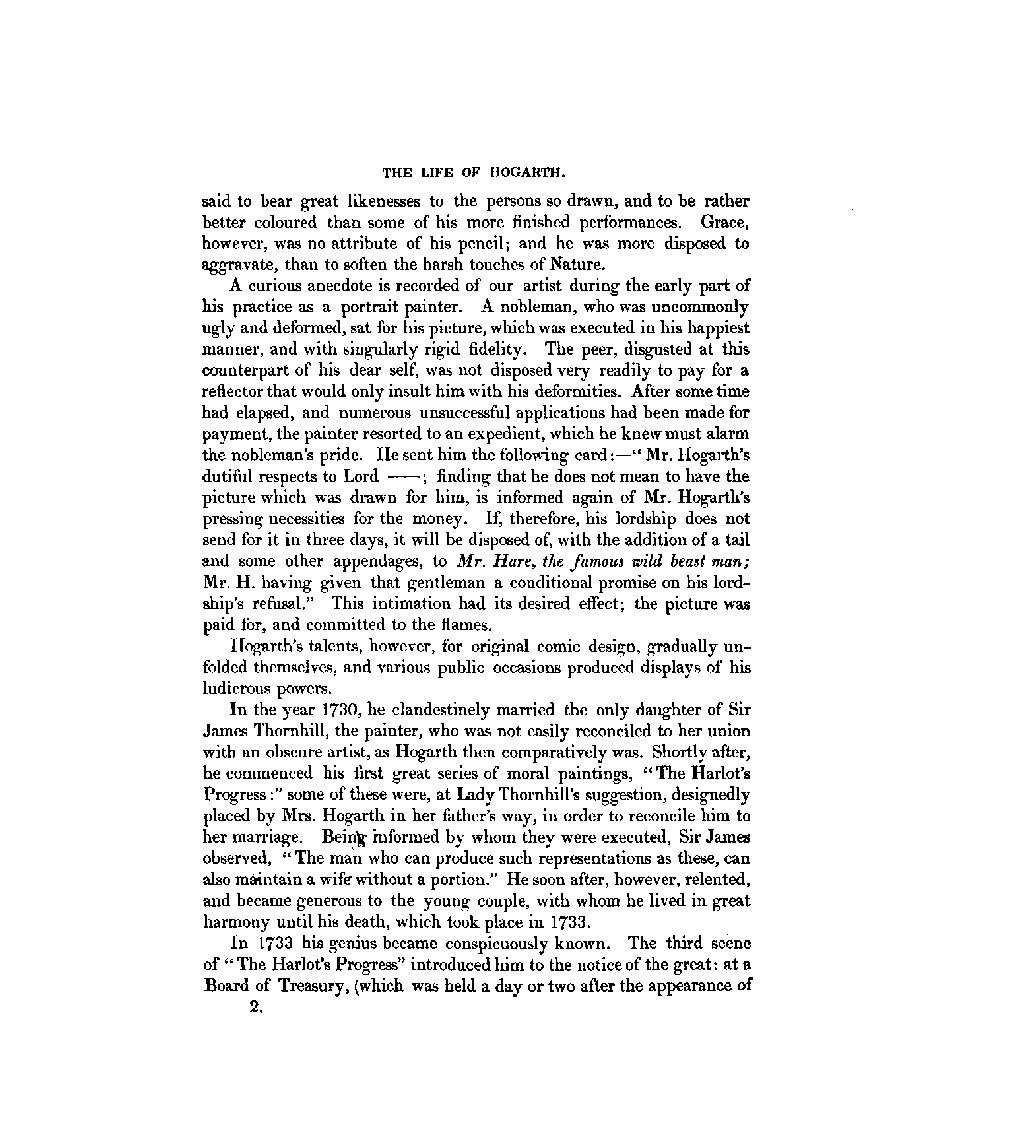 THE LIFE OF HOGARTH.
said to bear great likenesses to the persons so drawn, and to be rather
better coloured than some of his more finished performances. Grace,
however, was no attribute of his pencil; and he was more disposed to
aggravate, than to soften the harsh touches of Nature.
A curious anecdote is recorded of our artist during the early part of
his practice as a portrait painter. A nobleman, who was uncommonly
ugly and deformed, sat for his picture, which was executed in his happiest
manner, and with singularly rigid fidelity. The peer, disgusted at this
counterpart of his dear self, was not disposed very readily to pay for a
reflector that would only insult him with his deformities. After some time
had elapsed, and numerous unsuccessful applications had been made for
payment, the painter resorted to an expedient, which he knew must alarm
the nobleman's pride. He sent him the following card:—“ Mr. Hogarth's
dutiful respects to Lord ——; finding that he does not mean to have the
picture which was drawn for him, is informed again of Mr. Hogarth's
pressing necessities for the money. If, therefore, his lordship does not
send for it in three days, it will be disposed of, with the addition of a tail
and some other appendages, to Mr. Hare, the famous wild beast man;
Mr. H. having given that gentleman a conditional promise on his lord-
ship's refusal.” This intimation had its desired effect; the picture was
paid for, and committed to the flames.
Hogarth's talents, however, for original comic design, gradually un-
folded themselves, and various public occasions produced displays of his
ludicrous powers.
In the year 1730, he clandestinely married the only daughter of Sir
James Thornhill, the painter, who was not easily reconciled to her union
with an obscure artist, as Hogarth then comparatively was. Shortly after,
he commenced his first great series of moral paintings, “The Harlot's
Progress:” some of these were, at Lady Thornhill's suggestion, designedly
placed by Mrs. Hogarth in her father's way, in order to reconcile him to
her marriage. Being informed by whom they were executed, Sir James
observed, “The man who can produce such representations as these, can
also maintain a wife without a portion.” He soon after, however, relented,
and became generous to the young couple, with whom he lived in great
harmony until his death, which took place in 1733.
In 1733 his genius became conspicuously known. The third scene
of “The Harlot's Progress” introduced him to the notice of the great: at a
Board of Treasury, (which was held a day or two after the appearance of
2.